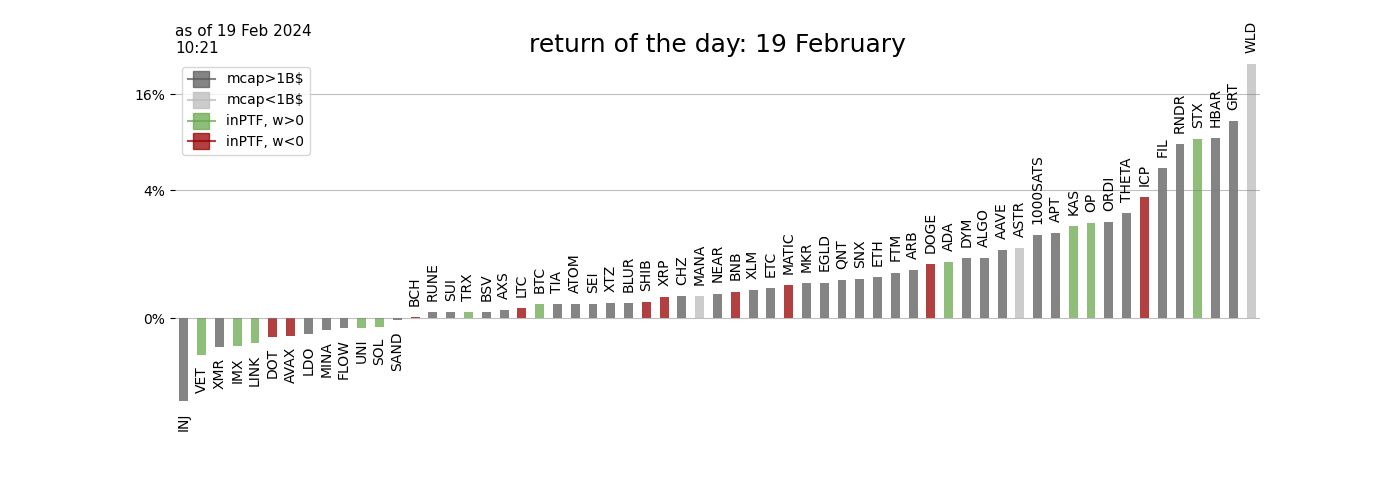 as of 19 Feb 2024
10:21
return of the day: 19 February
mcap>1B$
mcap<1B$
inPTF, w>0
inPTF, w<0
16%
4%
0%
INJ
VET
XMR
IMX
LINK
DOT
AVAX
LDO
MINA
FLOW
UNI
SOL
SAND
BCH
RUNE
SUI
TRX
BSV
AXS
LTC
BTC
TIA
ATOM
SEI
XTZ
BLUR
SHIB
XRP
CHZ
MANA
NEAR
BNB
XLM
ETC
MATIC
MKR
EGLD
QNT
SNX
ETH
FTM
ARB
DOGE
ADA
DYM
ALGO
AAVE
ASTR
1000SATS
APT
KAS
OP
ORDI
THETA
ICP
FIL
RNDR
STX
HBAR
GRT
WLD